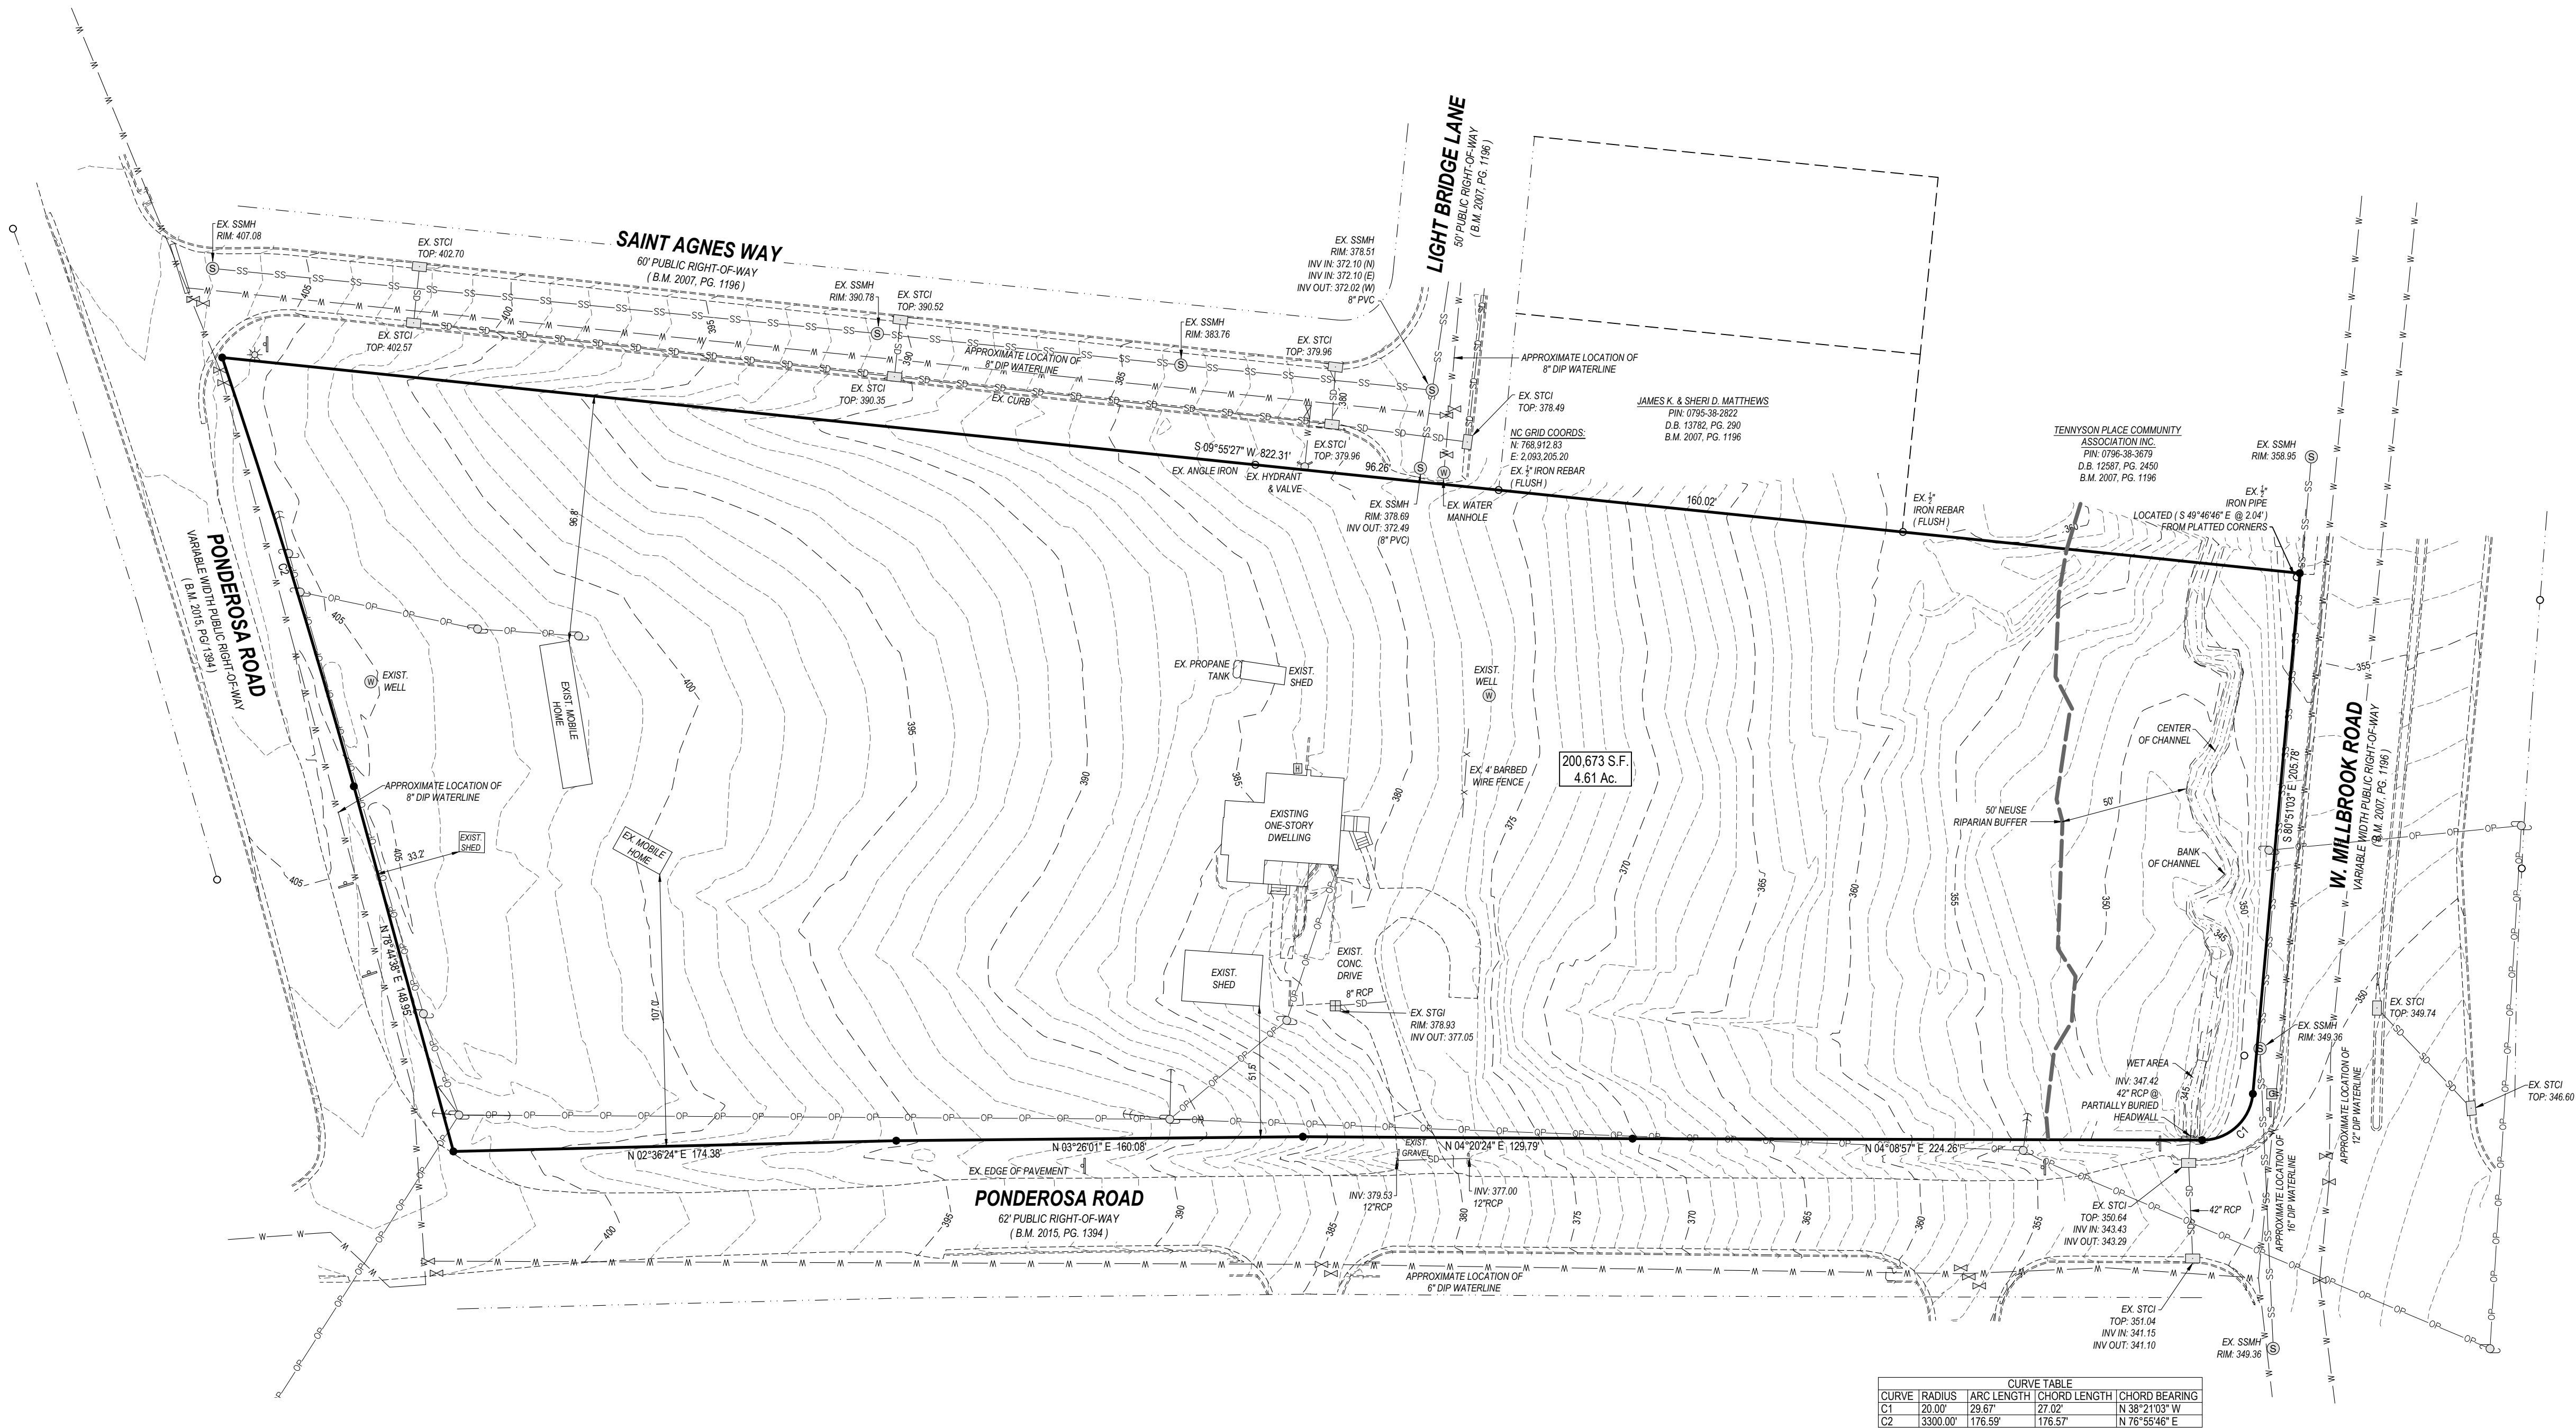 SAINT AGNES WAY
60' PUBLIC RIGHT-OF-WAY
( B.M. 2007, PG. 1196 )
LIGHT BRIDGE LANE
50' PUBLIC RIGHT-OF-WAY
( B.M. 2007, PG. 1196 )
EX. SSMH
RIM: 407.08
EX. STCI
TOP: 402.70
EX. STCI
TOP: 402.57
EX. SSMH
RIM: 390.78
EX. STCI
TOP: 390.52
EX. STCI
TOP: 390.35
APPROXIMATE LOCATION OF
8" DIP WATERLINE
EX. CURB
EX. SSMH
RIM: 383.76
EX. STCI
TOP: 379.96
EX. SSMH
RIM: 378.51
INV IN: 372.10 (N)
INV IN: 372.10 (E)
INV OUT: 372.02 (W)
8" PVC
APPROXIMATE LOCATION OF
8" DIP WATERLINE
EX. STCI
TOP: 378.49
NC GRID COORDS:
N: 768,912.83
E: 2,093,205.20
EX. ½" IRON REBAR
( FLUSH )
JAMES K. & SHERI D. MATTHEWS
PIN: 0795-38-2822
D.B. 13782, PG. 290
B.M. 2007, PG. 1196
TENNYSON PLACE COMMUNITY
ASSOCIATION INC.
PIN: 0796-38-3679
D.B. 12587, PG. 2450
B.M. 2007, PG. 1196
EX. SSMH
RIM: 358.95
EX. ½"
IRON PIPE
LOCATED ( S 49°46'46" E @ 2.04' )
FROM PLATTED CORNERS
EX. ½"
IRON REBAR
( FLUSH )
S 09°55'27" W 822.31'
96.26'
160.02'
EX. ANGLE IRON
EX. HYDRANT
& VALVE
EX.STCI
TOP: 379.96
EX. SSMH
RIM: 378.69
INV OUT: 372.49
(8" PVC)
EX. WATER
MANHOLE
PONDEROSA ROAD
VARIABLE WIDTH PUBLIC RIGHT-OF-WAY
( B.M. 2015, PG/1394 )
C2
96.8'
EXIST.
WELL
EXIST. MOBILE
HOME
APPROXIMATE LOCATION OF
8" DIP WATERLINE
EXIST.
SHED
33.2'
N 78°44'38" E 148.95'
EX. MOBILE
HOME
107.0'
EX. PROPANE
TANK
EXIST.
SHED
EXIST.
WELL
EX. 4' BARBED
WIRE FENCE
200,673 S.F.
4.61 Ac.
EXISTING
ONE-STORY
DWELLING
H
EXIST.
SHED
EXIST.
CONC.
DRIVE
8" RCP
EX. STGI
RIM: 378.93
INV OUT: 377.05
51.5'
CENTER
OF CHANNEL
50'
50' NEUSE
RIPARIAN BUFFER
BANK
OF CHANNEL
S 80°51'03" E 205.78'
W. MILLBROOK ROAD
VARIABLE WIDTH PUBLIC RIGHT-OF-WAY
( B.M. 2007, PG. 1196 )
EX. STCI
TOP: 349.74
EX. SSMH
RIM: 349.36
EX. STCI
TOP: 346.60
APPROXIMATE LOCATION OF
12" DIP WATERLINE
APPROXIMATE LOCATION OF
16" DIP WATERLINE
WET AREA
INV: 347.42
42" RCP @
PARTIALLY BURIED
HEADWALL
C1
N 02°36'24" E 174.38'
N 03°26'01" E 160.08'
N 04°20'24" E 129.79'
N 04°08'57" E 224.26'
EX. EDGE OF PAVEMENT
EXIST.
GRAVEL
INV: 379.53
12"RCP
INV: 377.00
12"RCP
PONDEROSA ROAD
62' PUBLIC RIGHT-OF-WAY
( B.M. 2015, PG. 1394 )
APPROXIMATE LOCATION OF
6" DIP WATERLINE
EX. STCI
TOP: 350.64
INV IN: 343.43
INV OUT: 343.29
42" RCP
EX. STCI
TOP: 351.04
INV IN: 341.15
INV OUT: 341.10
EX. SSMH
RIM: 349.36
CURVE TABLE
CURVE RADIUS ARC LENGTH CHORD LENGTH CHORD BEARING
C1 20.00' 29.67' 27.02' N 38°21'03" W
C2 3300.00' 176.59' 176.57' N 76°55'46" E